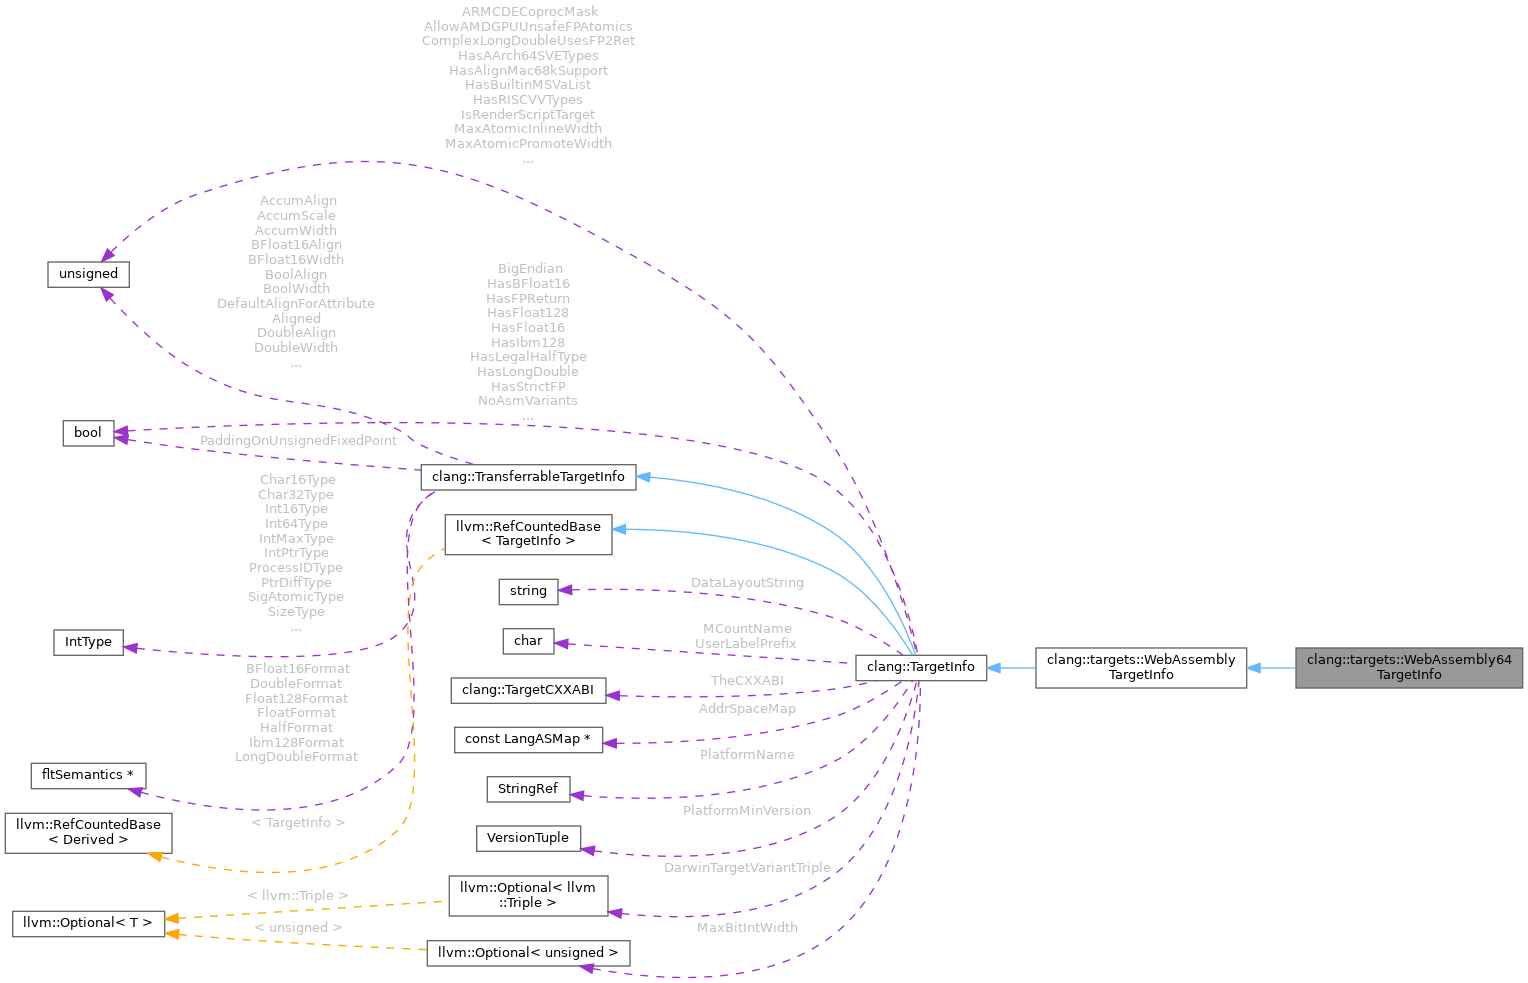 ARMCDECoprocMask
AllowAMDGPUUnsafeFPAtomics
ComplexLongDoubleUsesFP2Ret
HasAArch64SVETypes
HasAlignMac68kSupport
HasBuiltinMSVaList
HasRISCVVTypes
IsRenderScriptTarget
MaxAtomicInlineWidth
MaxAtomicPromoteWidth
...
AccumAlign
AccumScale
AccumWidth
BFloat16Align
BFloat16Width
BoolAlign
BoolWidth
DefaultAlignForAttribute
Aligned
DoubleAlign
DoubleWidth
...
unsigned
BigEndian
HasBFloat16
HasFPReturn
HasFloat128
HasFloat16
HasIbm128
HasLegalHalfType
HasLongDouble
HasStrictFP
NoAsmVariants
...
bool
PaddingOnUnsignedFixedPoint
clang::TransferrableTargetInfo
Char16Type
Char32Type
Int16Type
Int64Type
IntMaxType
IntPtrType
ProcessIDType
PtrDiffType
SigAtomicType
SizeType
...
llvm::RefCountedBase
< TargetInfo >
string
DataLayoutString
char
MCountName
UserLabelPrefix
IntType
clang::TargetInfo
clang::targets::WebAssembly
TargetInfo
clang::targets::WebAssembly64
TargetInfo
BFloat16Format
DoubleFormat
Float128Format
FloatFormat
HalfFormat
Ibm128Format
LongDoubleFormat
clang::TargetCXXABI
TheCXXABI
const LangASMap *
AddrSpaceMap
fltSemantics *
StringRef
PlatformName
llvm::RefCountedBase
< Derived >
< TargetInfo >
VersionTuple
PlatformMinVersion
llvm::Optional< llvm
::Triple >
DarwinTargetVariantTriple
< llvm::Triple >
llvm::Optional< T >
< unsigned >
llvm::Optional< unsigned >
MaxBitIntWidth